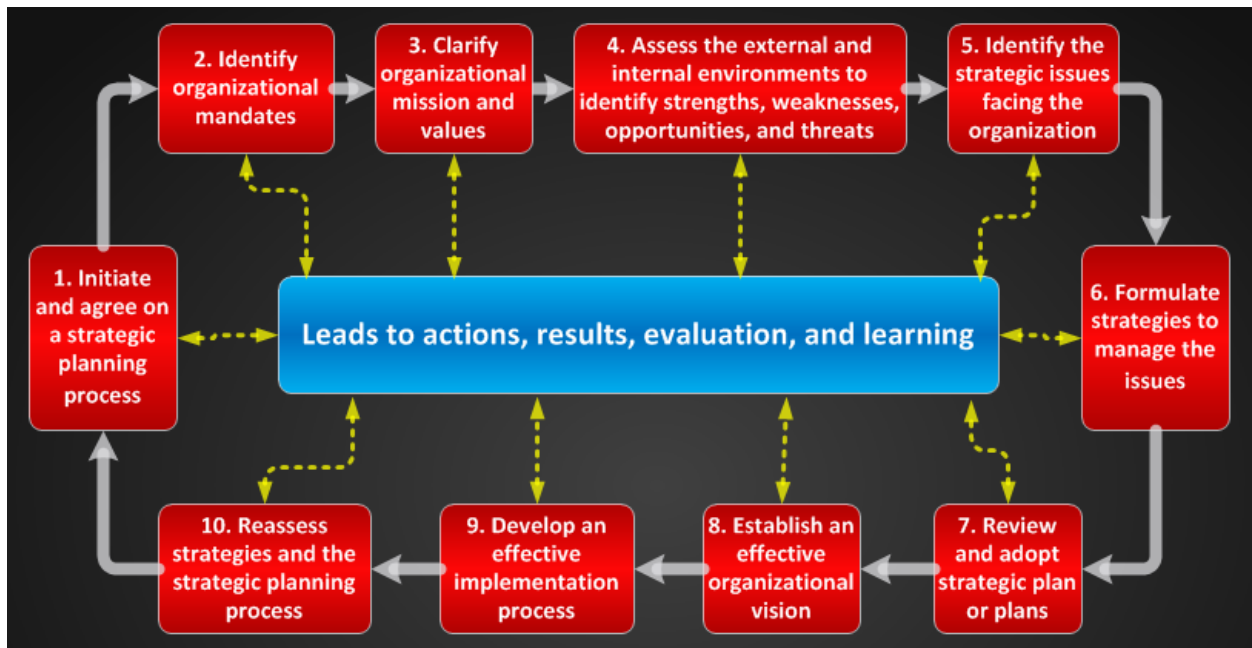 1. Initiate
and agree on
a strategic
planning
process
2. Identify
organizational
mandates
3. Clarify
organizational
mission and
values
4. Assess the external and
internal environments to
identify strengths, weaknesses,
opportunities, and threats
5. Identify the
strategic issues
facing the
organization
6. Formulate
strategies to
manage the
issues
7. Review
and adopt
strategic plan
or plans
8. Establish an
effective
organizational
vision
9. Develop an
effective
implementation
process
10. Reassess
strategies and the
strategic planning
process
Leads to actions, results, evaluation, and learning